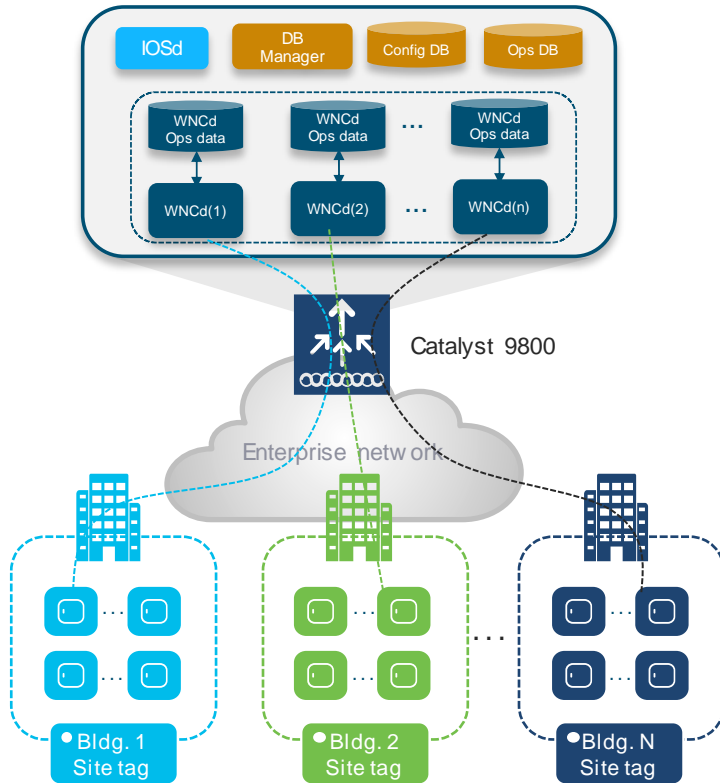 IOSd
DB
Manager
Config DB
Ops DB
WNCd
Ops data
WNCd
Ops data
...
WNCd
Ops data
WNCd(1)
WNCd(2)
...
WNCd(n)
Catalyst 9800
Enterprise network
...
...
...
...
...
...
...
Bldg. 1
Site tag
Bldg. 2
Site tag
Bldg. N
Site tag